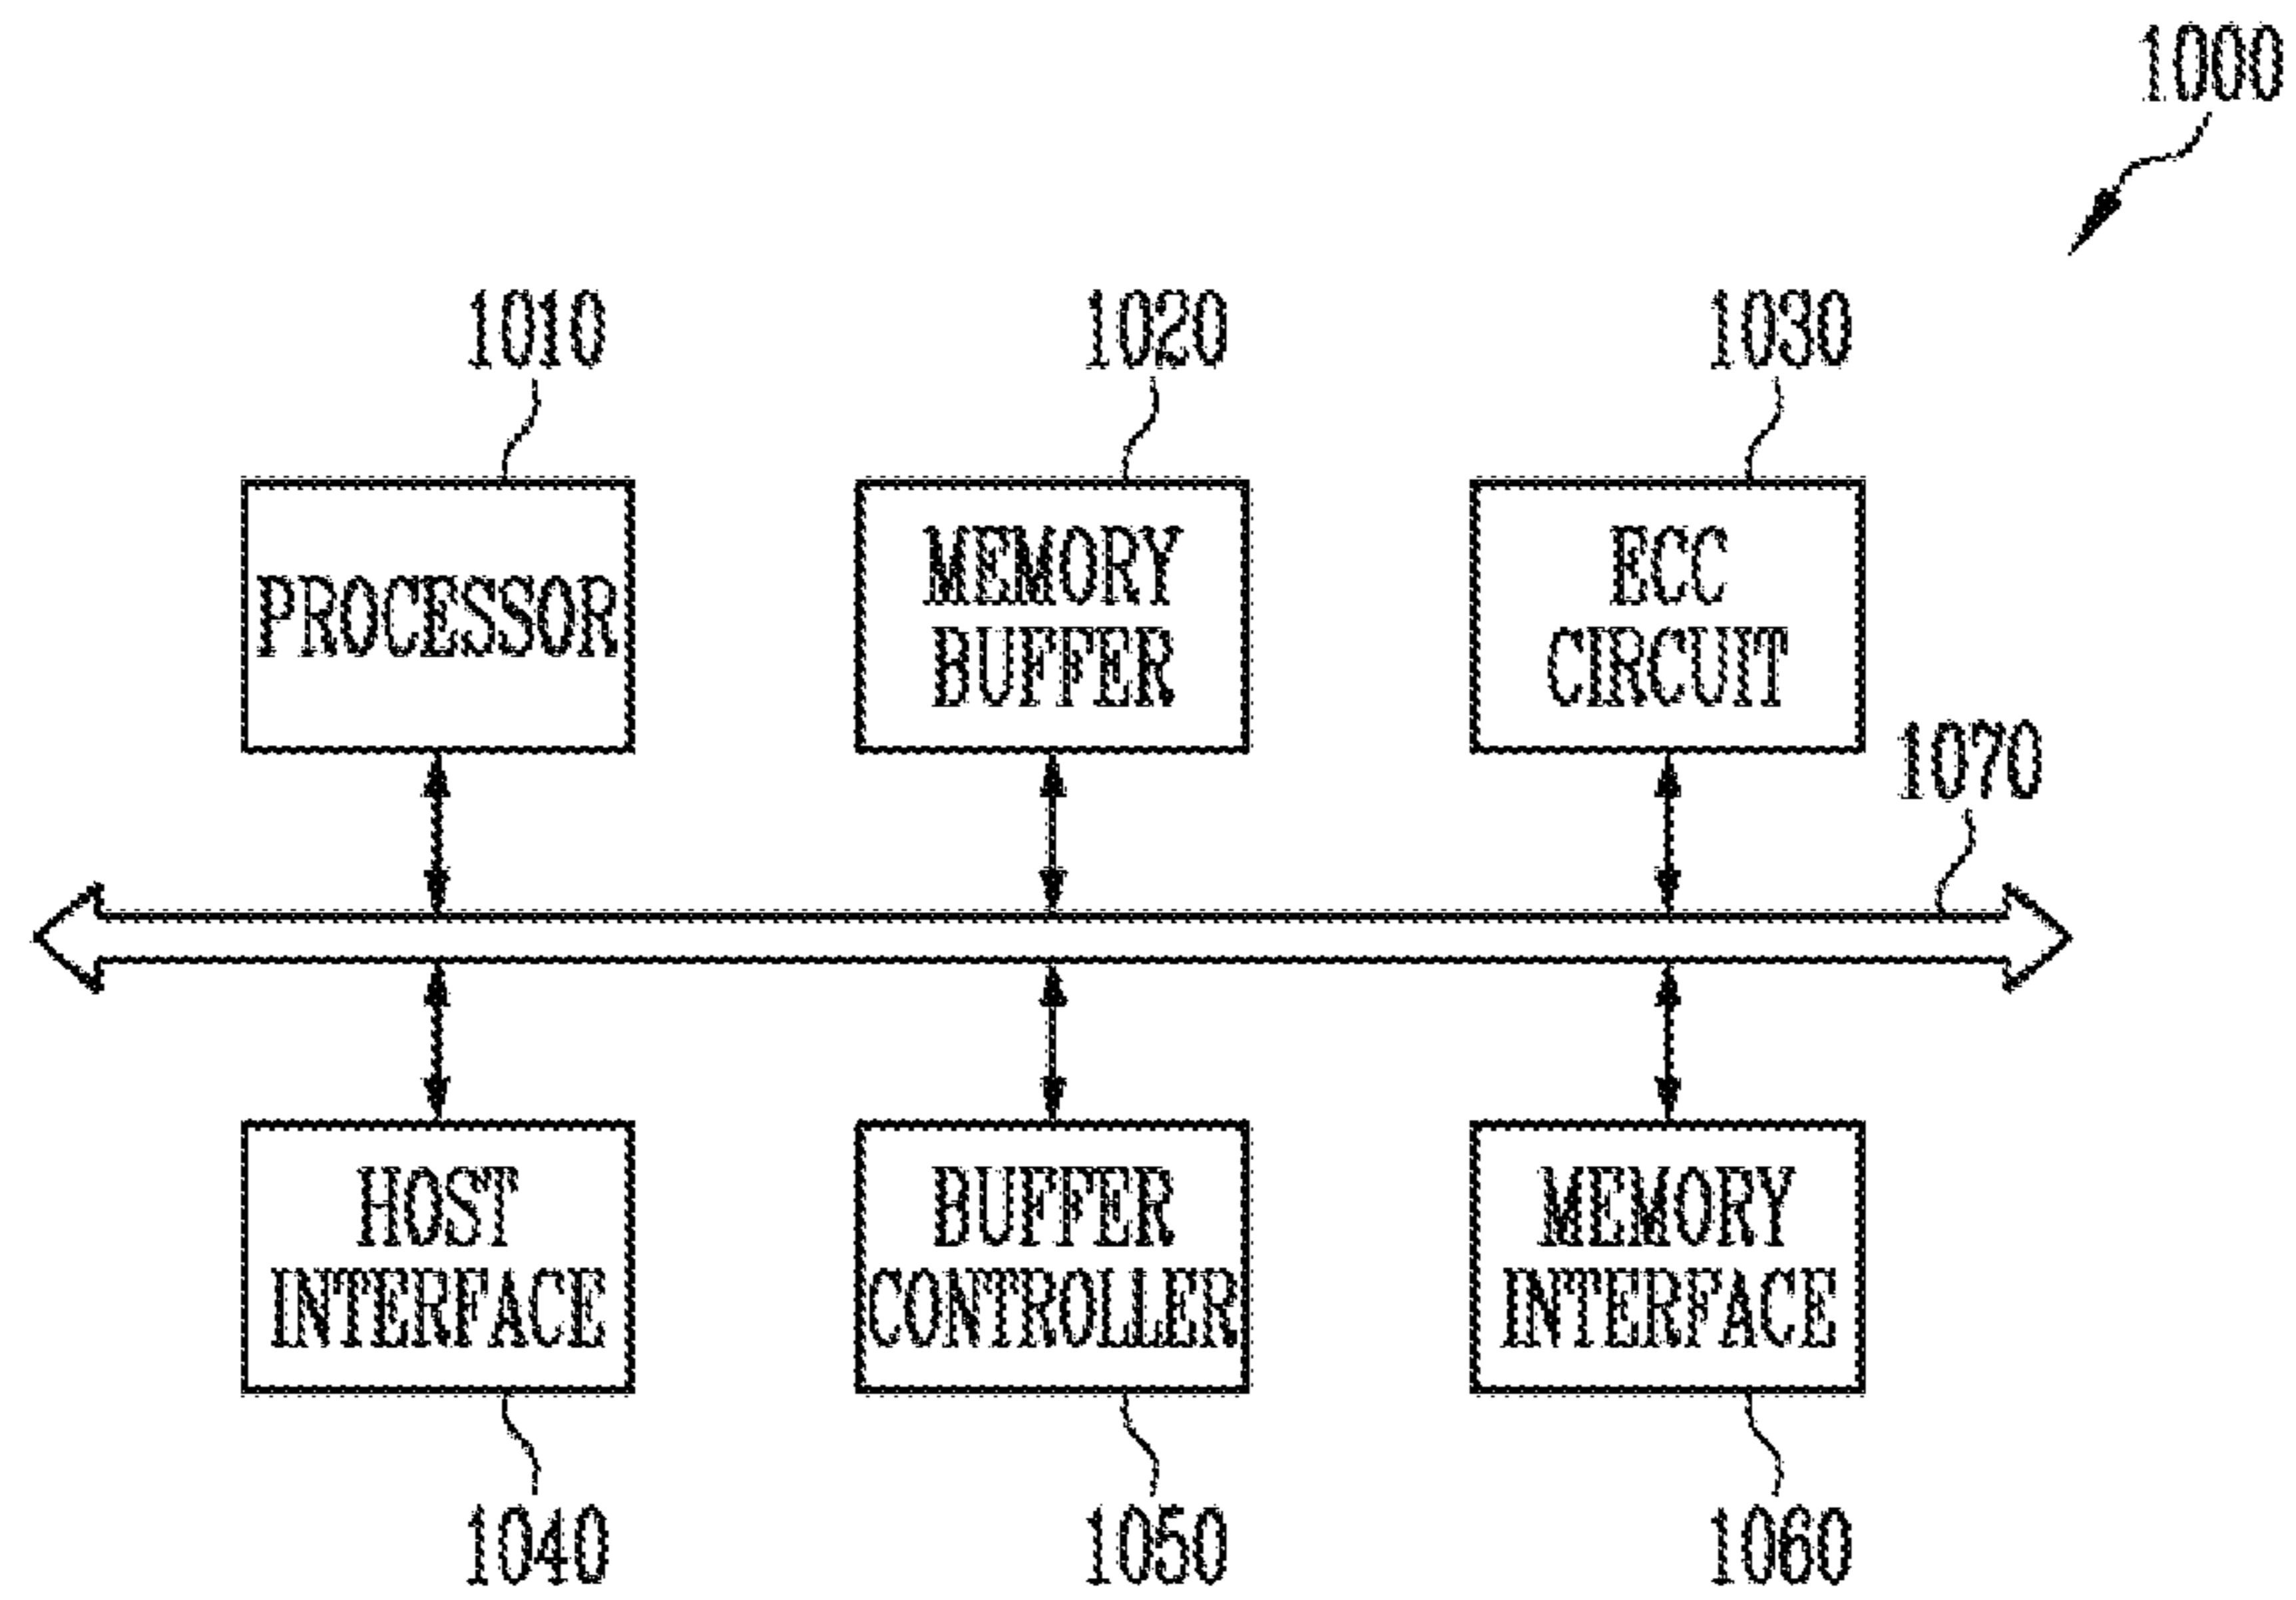 1000
1010
1020
1030
PROCESSOR
MEMORY
BUFFER
ECC
CIRCUIT
1070
HOST
INTERFACE
BUFFER
CONTROLLER
MEMORY
INTERFACE
1040
1050
1060